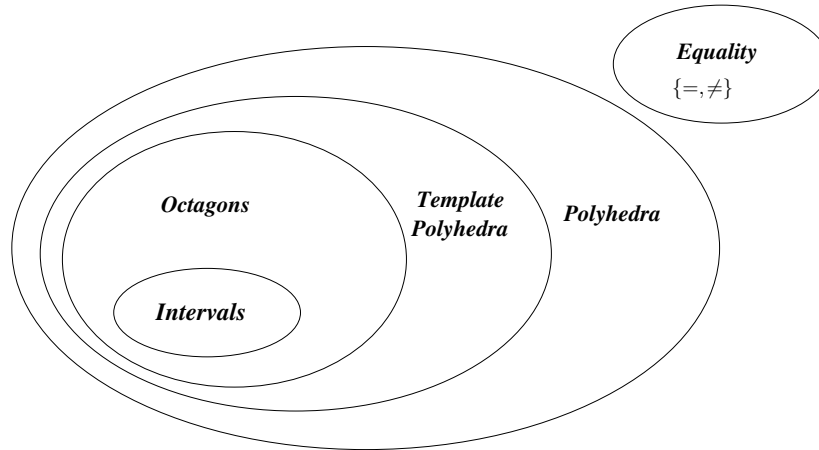 Equality
{=,≠}
Octagons
Template
Polyhedra
Polyhedra
Intervals